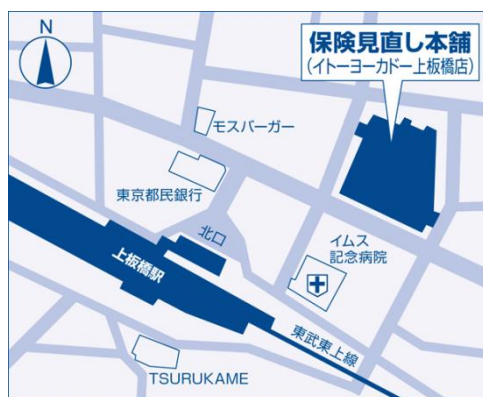 N
保険見直し本舗
(イトーヨーカドー上板橋店)
モスバーガー
東京都民銀行
北口
イムス
記念病院
上板橋駅
東武東上線
TSURUKAME